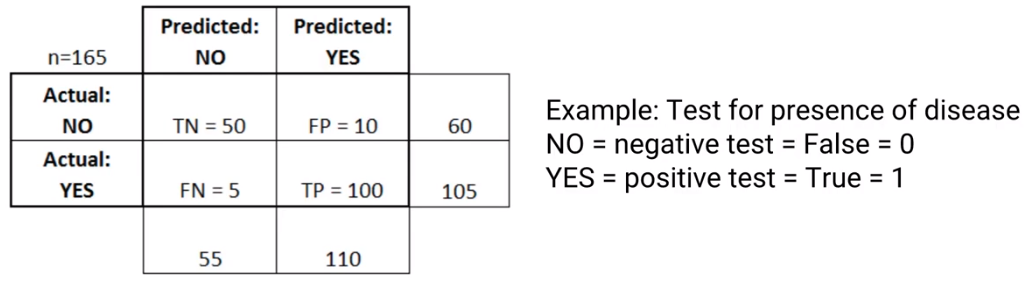 Predicted: Predicted:
n=165 NO YES
Actual:
NO TN = 50 FP = 10 60
Actual:
YES FN = 5 TP = 100 105
55 110
Example: Test for presence of disease
NO = negative test = False = 0
YES = positive test = True = 1